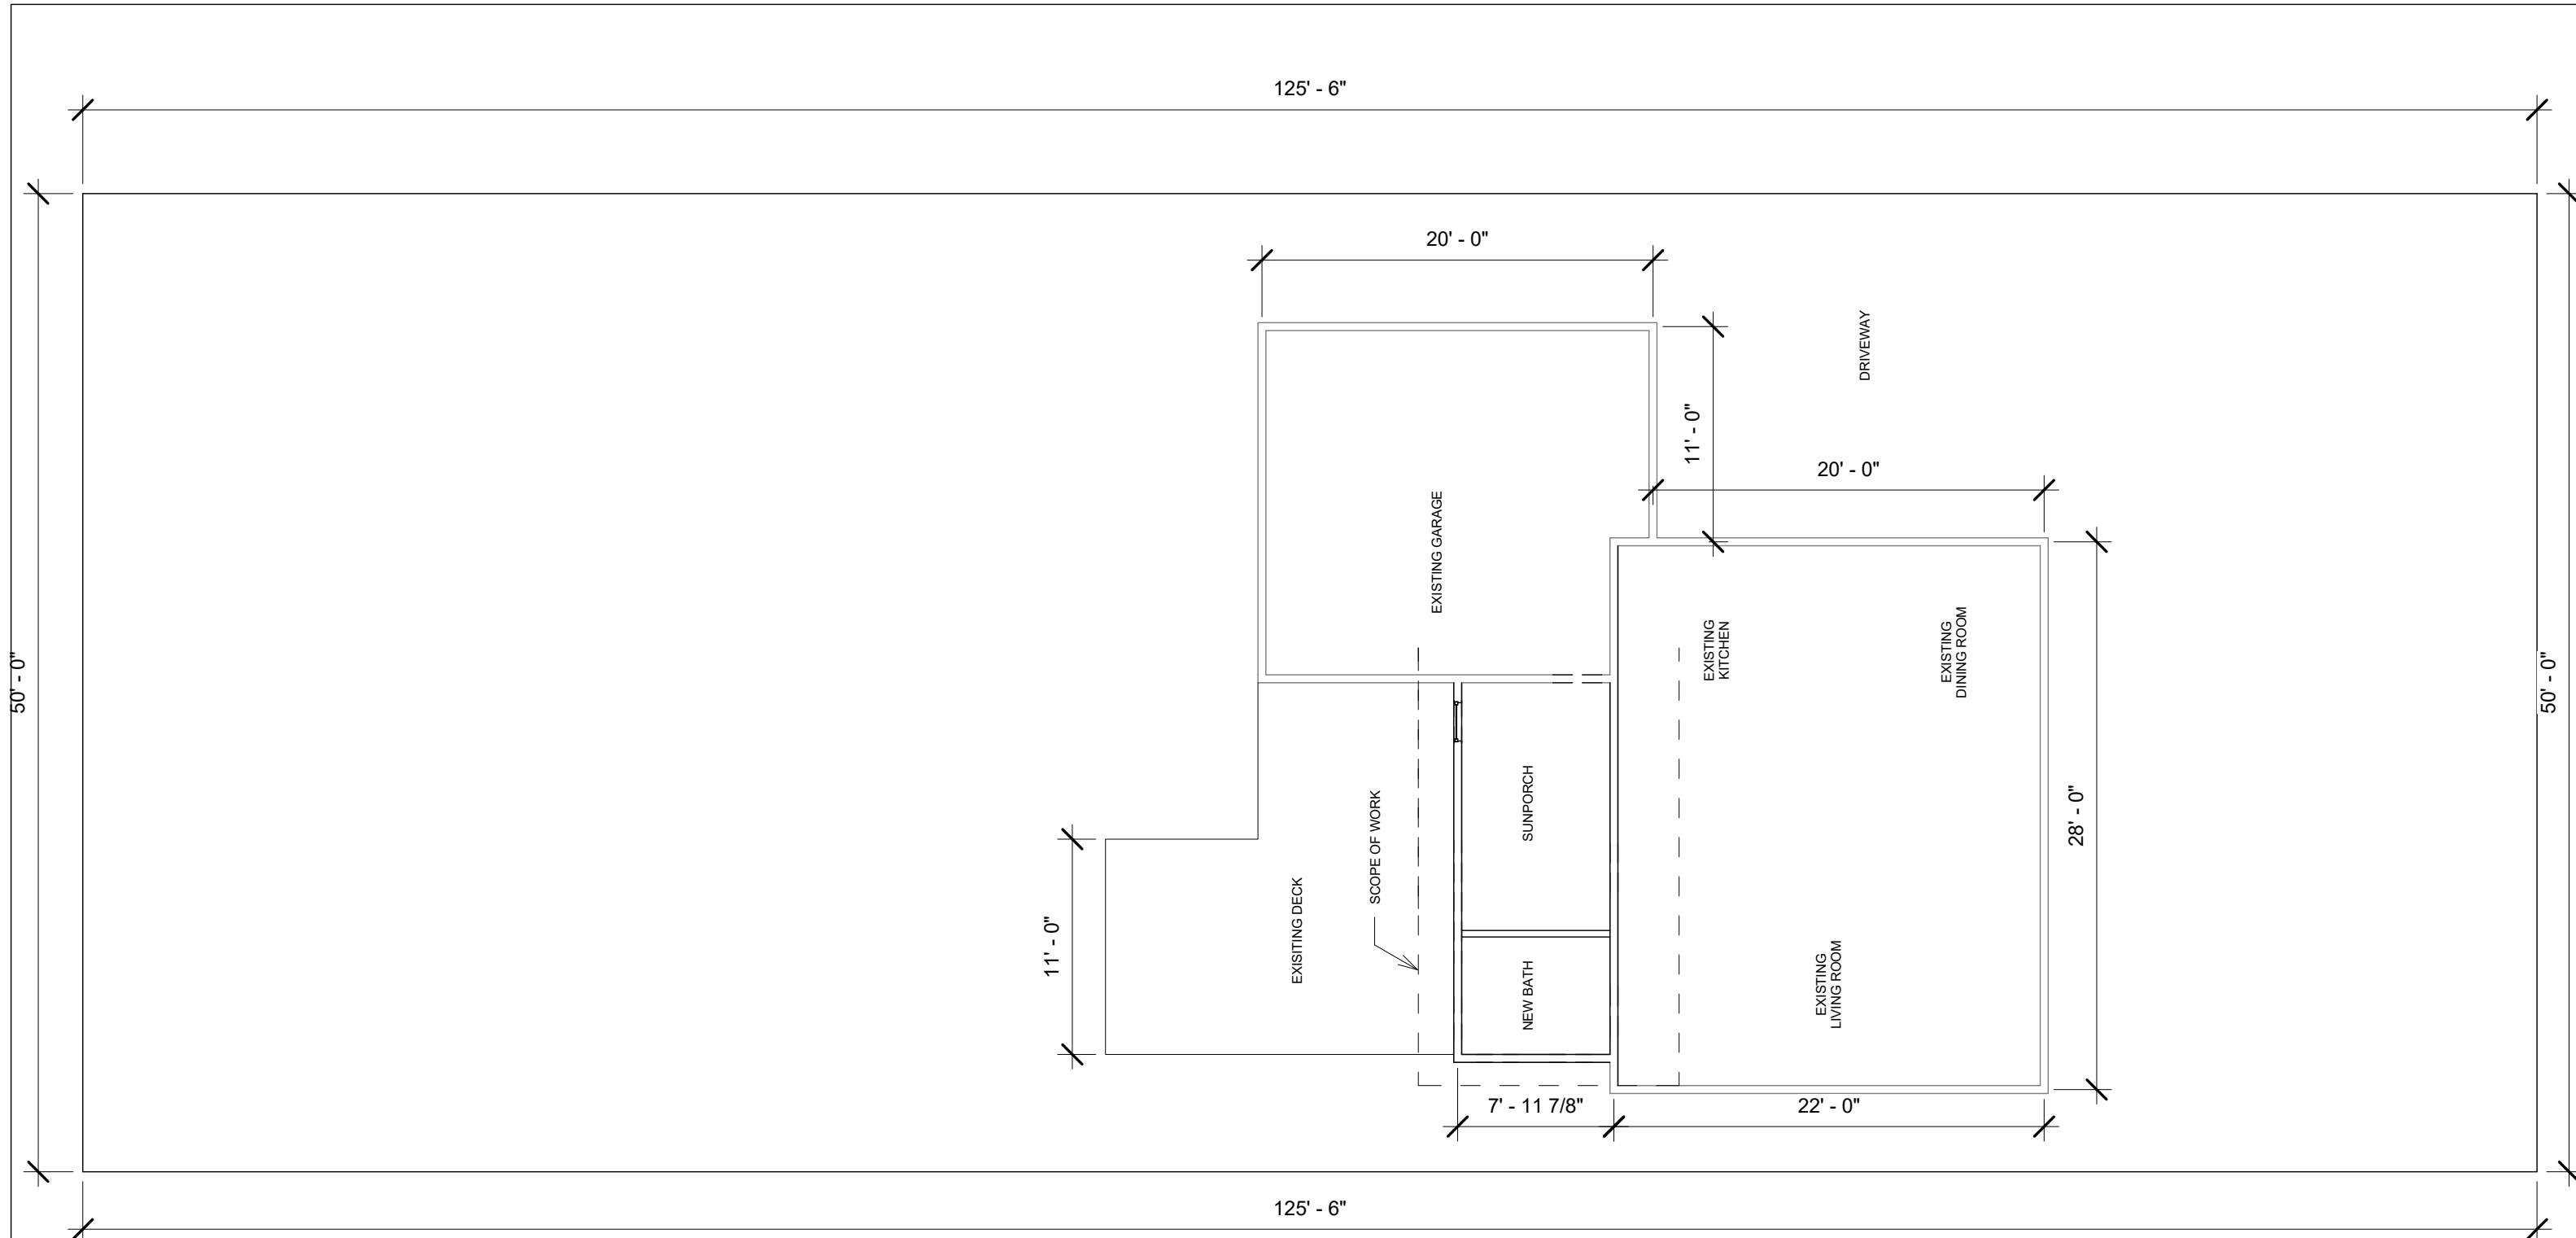 125' - 6"
20' - 0"
DRIVEWAY
11' - 0"
20' - 0"
EXISTING GARAGE
EXISTING
KITCHEN
EXISTING
DINING ROOM
50' - 0"
50' - 0"
SUNPORCH
SCOPE OF WORK
28' - 0"
EXISITING DECK
11' - 0"
NEW BATH
EXISTING
LIVING ROOM
7' - 11 7/8"
22' - 0"
125' - 6"